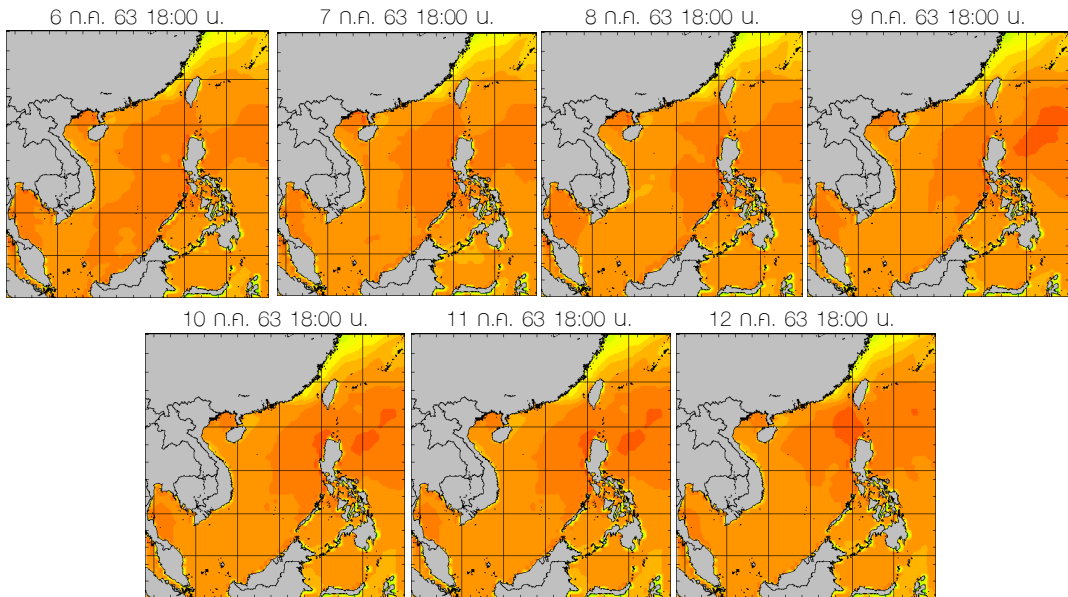 6 ก.ค. 63 18:00 น.
7 ก.ค. 63 18:00 น.
8 ก.ค. 63 18:00 น.
9 ก.ค. 63 18:00 น.
10 ก.ค. 63 18:00 น.
11 ก.ค. 63 18:00 น.
12 ก.ค. 63 18:00 น.